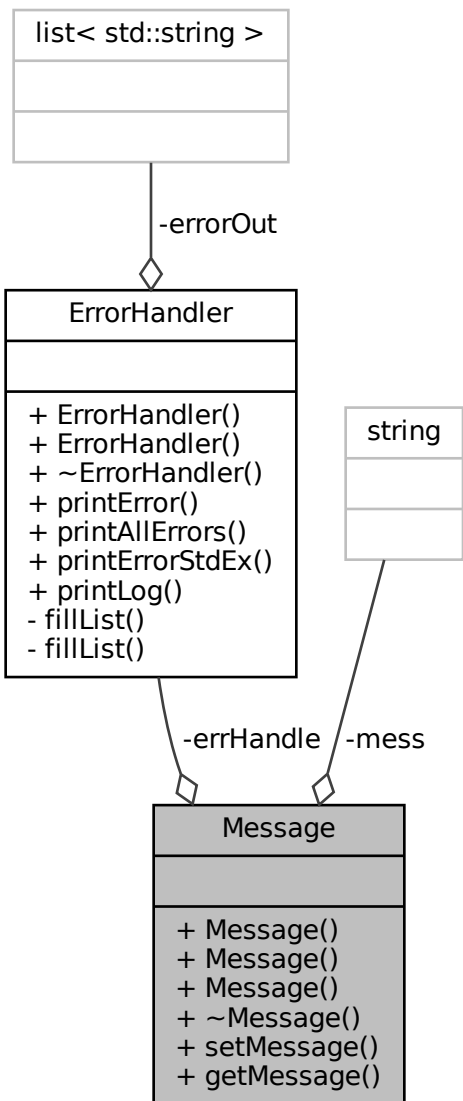 list< std::string >
-errorOut
ErrorHandler
+ ErrorHandler()
+ ErrorHandler()
+ ~ErrorHandler()
+ printError()
+ printAllErrors()
+ printErrorStdEx()
+ printLog()
- fillList()
- fillList()
string
-errHandle
-mess
Message
+ Message()
+ Message()
+ Message()
+ ~Message()
+ setMessage()
+ getMessage()